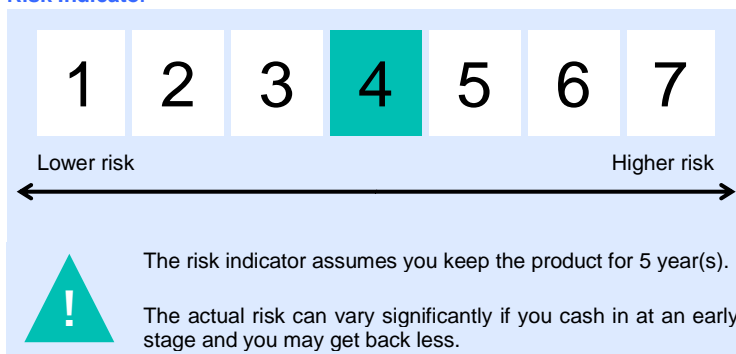 Risk Indicator
1 2 3 4 5 6 7
Lower risk Higher risk
!
The risk indicator assumes you keep the product for 5 year(s).
The actual risk can vary significantly if you cash in at an early
stage and you may get back less.